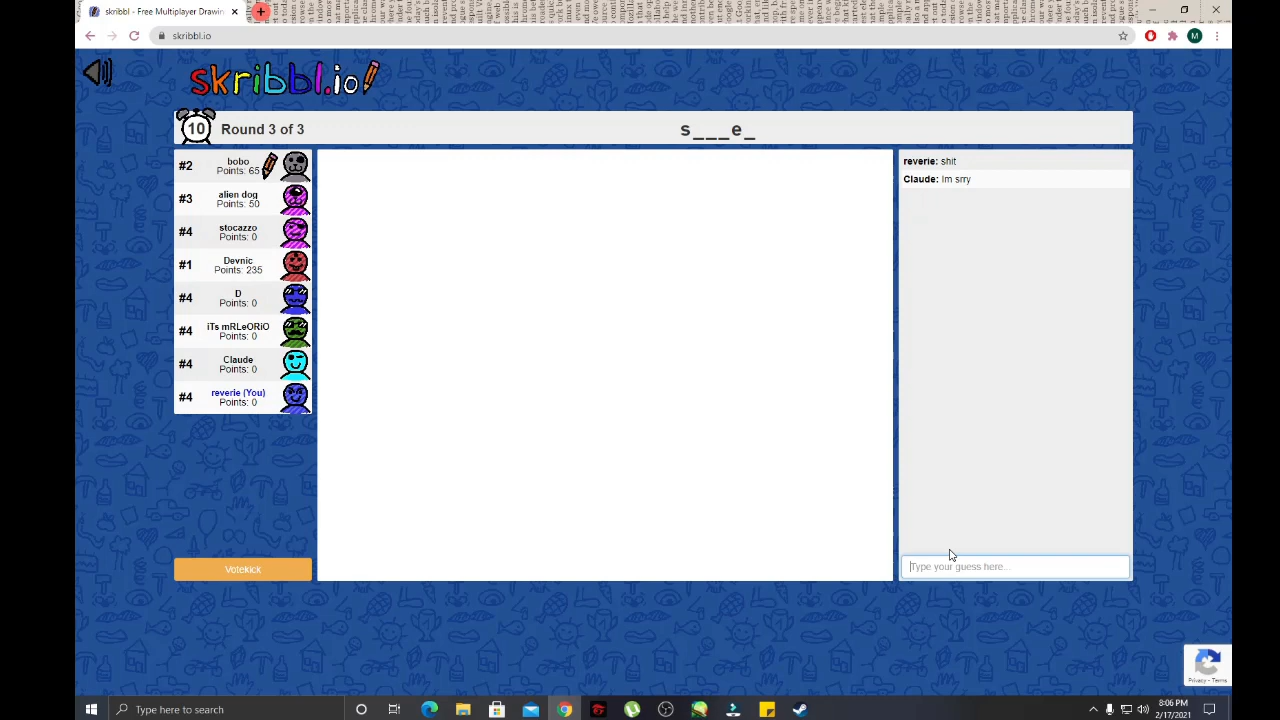 skribbl - Free Multiplayer Drawin
skribbl.io
M
skribbl.io
10
Round 3 of 3
s___e_
#2
bobo
Points: 65
#3
alien dog
Points: 50
#4
stocazzo
Points: 0
#1
Devnic
Points: 235
#4
D
Points: 0
#4
iTs mRLeORiO
Points: 0
#4
Claude
Points: 0
#4
reverie (You)
Points: 0
Votekick
reverie: shit
Claude: Im srry
Type your guess here...
Privacy - Terms
Type here to search
8:06 PM
2/17/2021